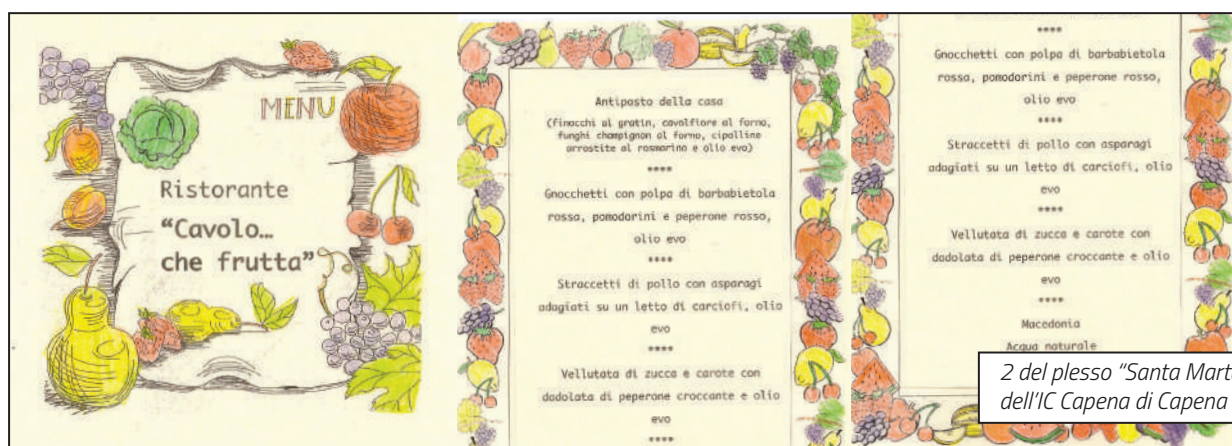 MENU
Ristorante
“Cavolo...
che frutta”
Antipasto della casa
(finocchi al gratin, cavolfiore al forno,
funghi champignon al forno, cipolline
arrostite al rosmarino e olio evo)
****
Gnocchetti con polpa di barbabietola
rossa, pomodorini e peperone rosso,
olio evo
****
Straccetti di pollo con asparagi
adagiati su un letto di carciofi, olio
evo
****
Vellutata di zucca e carote con
dadolata di peperone croccante e olio
evo
****
****
Gnocchetti con polpa di barbabietola
rossa, pomodorini e peperone rosso,
olio evo
****
Straccetti di pollo con asparagi
adagiati su un letto di carciofi, olio
evo
****
Vellutata di zucca e carote con
dadolata di peperone croccante e olio
evo
****
Macedonia
Acqua naturale
2 del plesso “Santa Mart
dell’IC Capena di Capena